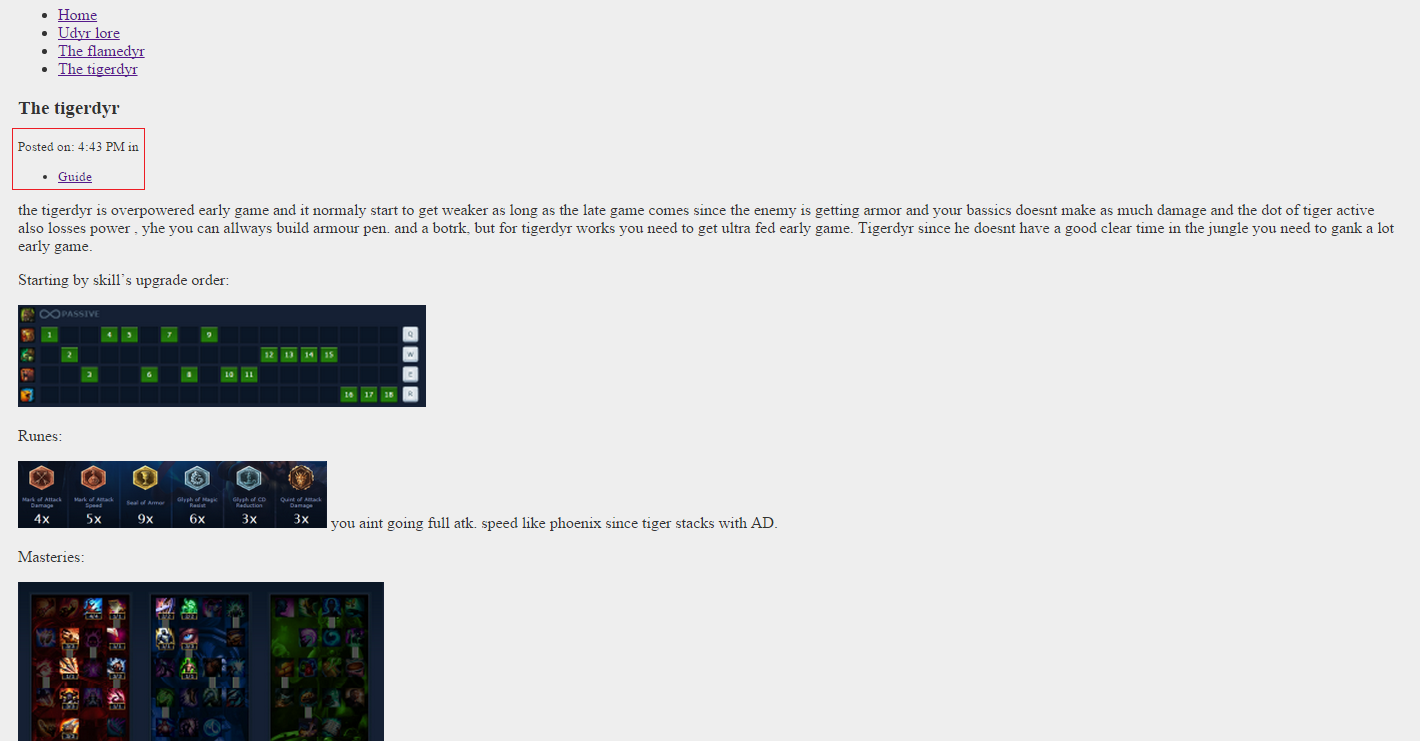 Home
Udyr lore
The flamedyr
The tigerdyr
The tigerdyr
Posted on: 4:43 PM in
Guide
the tigerdyr is overpowered early game and it normaly start to get weaker as long as the late game comes since the enemy is getting armor and your bassics doesnt make as much damage and the dot of tiger active
also losses power , yhe you can allways build armour pen. and a botrk, but for tigerdyr works you need to get ultra fed early game. Tigerdyr since he doesnt have a good clear time in the jungle you need to gank a lot
early game.
Starting by skill`s upgrade order:
PASSIVE
1 4 5 7 9 Q
2 12 13 14 15 W
3 6 8 10 11 E
16 17 18 R
Runes:
Mark of Attack Damage
4x
Mark of Attack Speed
5x
Seal of Armor
9x
Glyph of Magic Resist
6x
Glyph of CD Reduction
3x
Quint of Attack Damage
3x
you aint going full atk. speed like phoenix since tiger stacks with AD.
Masteries: